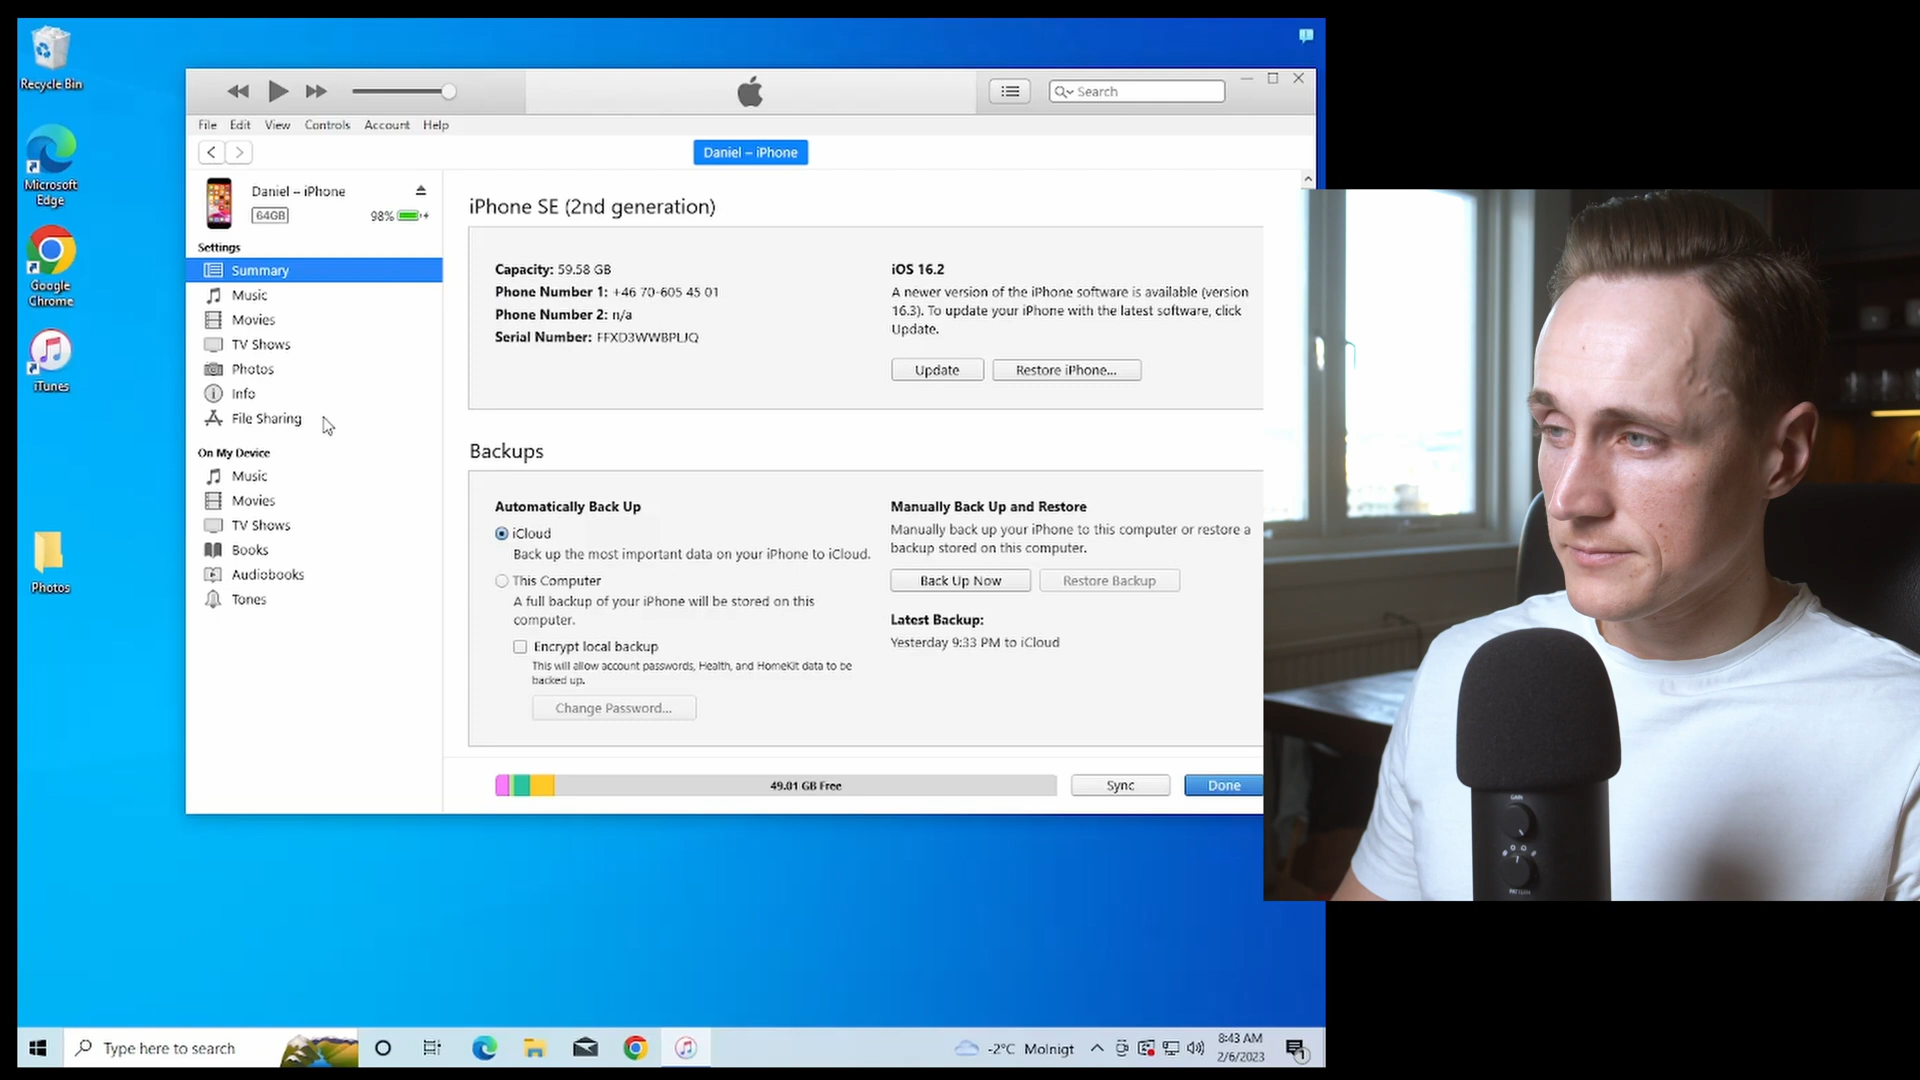 Recycle Bin
Microsoft
Edge
Google
Chrome
iTunes
Photos
Search
File Edit View Controls Account Help
Daniel – iPhone
Daniel – iPhone
64GB
98%
Settings
Summary
Music
Movies
TV Shows
Photos
Info
File Sharing
On My Device
Music
Movies
TV Shows
Books
Audiobooks
Tones
iPhone SE (2nd generation)
Capacity: 59.58 GB
Phone Number 1: +46 70-605 45 01
Phone Number 2: n/a
Serial Number: FFXD3WWBPLJQ
iOS 16.2
A newer version of the iPhone software is available (version
16.3). To update your iPhone with the latest software, click
Update.
Update
Restore iPhone...
Backups
Automatically Back Up
iCloud
Back up the most important data on your iPhone to iCloud.
This Computer
A full backup of your iPhone will be stored on this
computer.
Encrypt local backup
This will allow account passwords, Health, and HomeKit data to be
backed up.
Change Password...
Manually Back Up and Restore
Manually back up your iPhone to this computer or restore a
backup stored on this computer.
Back Up Now
Restore Backup
Latest Backup:
Yesterday 9:33 PM to iCloud
49.01 GB Free
Sync
Done
GAIN
PATTERN
Type here to search
-2°C Molnigt
8:43 AM
2/6/2023
1